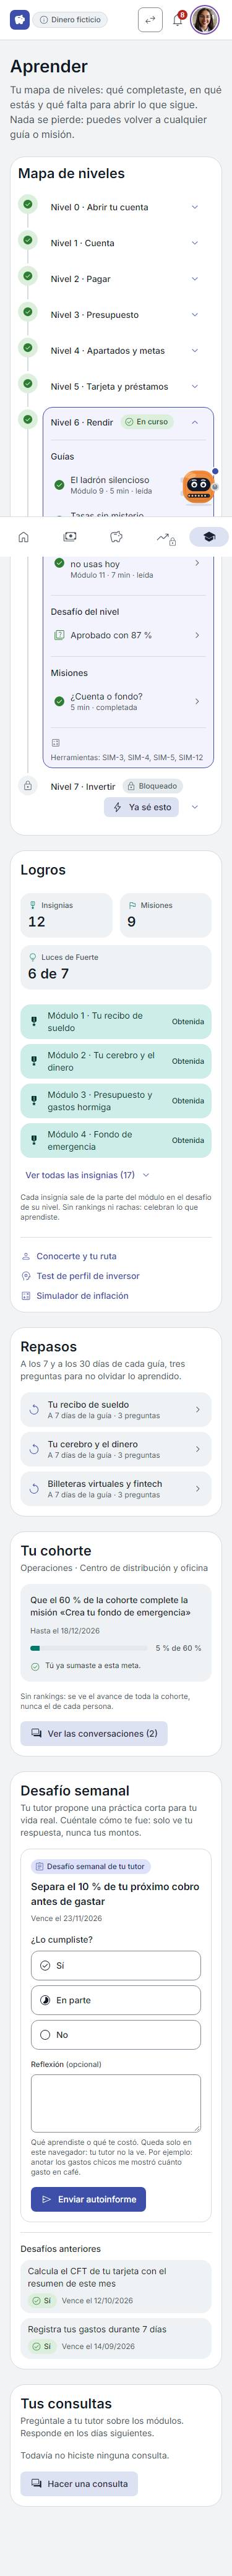 Dinero ficticio
8
Aprender
Tu mapa de niveles: qué completaste, en qué
estás y qué falta para abrir lo que sigue.
Nada se pierde: puedes volver a cualquier
guía o misión.
Mapa de niveles
Nivel 0 · Abrir tu cuenta
Nivel 1 · Cuenta
Nivel 2 · Pagar
Nivel 3 · Presupuesto
Nivel 4 · Apartados y metas
Nivel 5 · Tarjeta y préstamos
Nivel 6 · Rendir
En curso
Guías
El ladrón silencioso
Módulo 9 · 5 min · leída
Tasas sin misterio
no usas hoy
Módulo 11 · 7 min · leída
Desafío del nivel
Aprobado con 87 %
Misiones
¿Cuenta o fondo?
5 min · completada
Herramientas: SIM-3, SIM-4, SIM-5, SIM-12
Nivel 7 · Invertir
Bloqueado
Ya sé esto
Logros
Insignias
12
Misiones
9
Luces de Fuerte
6 de 7
Módulo 1 · Tu recibo de
sueldo
Obtenida
Módulo 2 · Tu cerebro y el
dinero
Obtenida
Módulo 3 · Presupuesto y
gastos hormiga
Obtenida
Módulo 4 · Fondo de
emergencia
Obtenida
Ver todas las insignias (17)
Cada insignia sale de la parte del módulo en el desafío
de su nivel. Sin rankings ni rachas: celebran lo que
aprendiste.
Conocerte y tu ruta
Test de perfil de inversor
Simulador de inflación
Repasos
A los 7 y a los 30 días de cada guía, tres
preguntas para no olvidar lo aprendido.
Tu recibo de sueldo
A 7 días de la guía · 3 preguntas
Tu cerebro y el dinero
A 7 días de la guía · 3 preguntas
Billeteras virtuales y fintech
A 7 días de la guía · 3 preguntas
Tu cohorte
Operaciones · Centro de distribución y oficina
Que el 60 % de la cohorte complete la
misión «Crea tu fondo de emergencia»
Hasta el 18/12/2026
5 % de 60 %
Tú ya sumaste a esta meta.
Sin rankings: se ve el avance de toda la cohorte,
nunca el de cada persona.
Ver las conversaciones (2)
Desafío semanal
Tu tutor propone una práctica corta para tu
vida real. Cuéntale cómo te fue: solo ve tu
respuesta, nunca tus montos.
Desafío semanal de tu tutor
Separa el 10 % de tu próximo cobro
antes de gastar
Vence el 23/11/2026
¿Lo cumpliste?
Sí
En parte
No
Reflexión (opcional)
Qué aprendiste o qué te costó. Queda solo en
este navegador: tu tutor no la ve. Por ejemplo:
anotar los gastos chicos me mostró cuánto
gasto en café.
Enviar autoinforme
Desafíos anteriores
Calcula el CFT de tu tarjeta con el
resumen de este mes
Sí
Vence el 12/10/2026
Registra tus gastos durante 7 días
Sí
Vence el 14/09/2026
Tus consultas
Pregúntale a tu tutor sobre los módulos.
Responde en los días siguientes.
Todavía no hiciste ninguna consulta.
Hacer una consulta